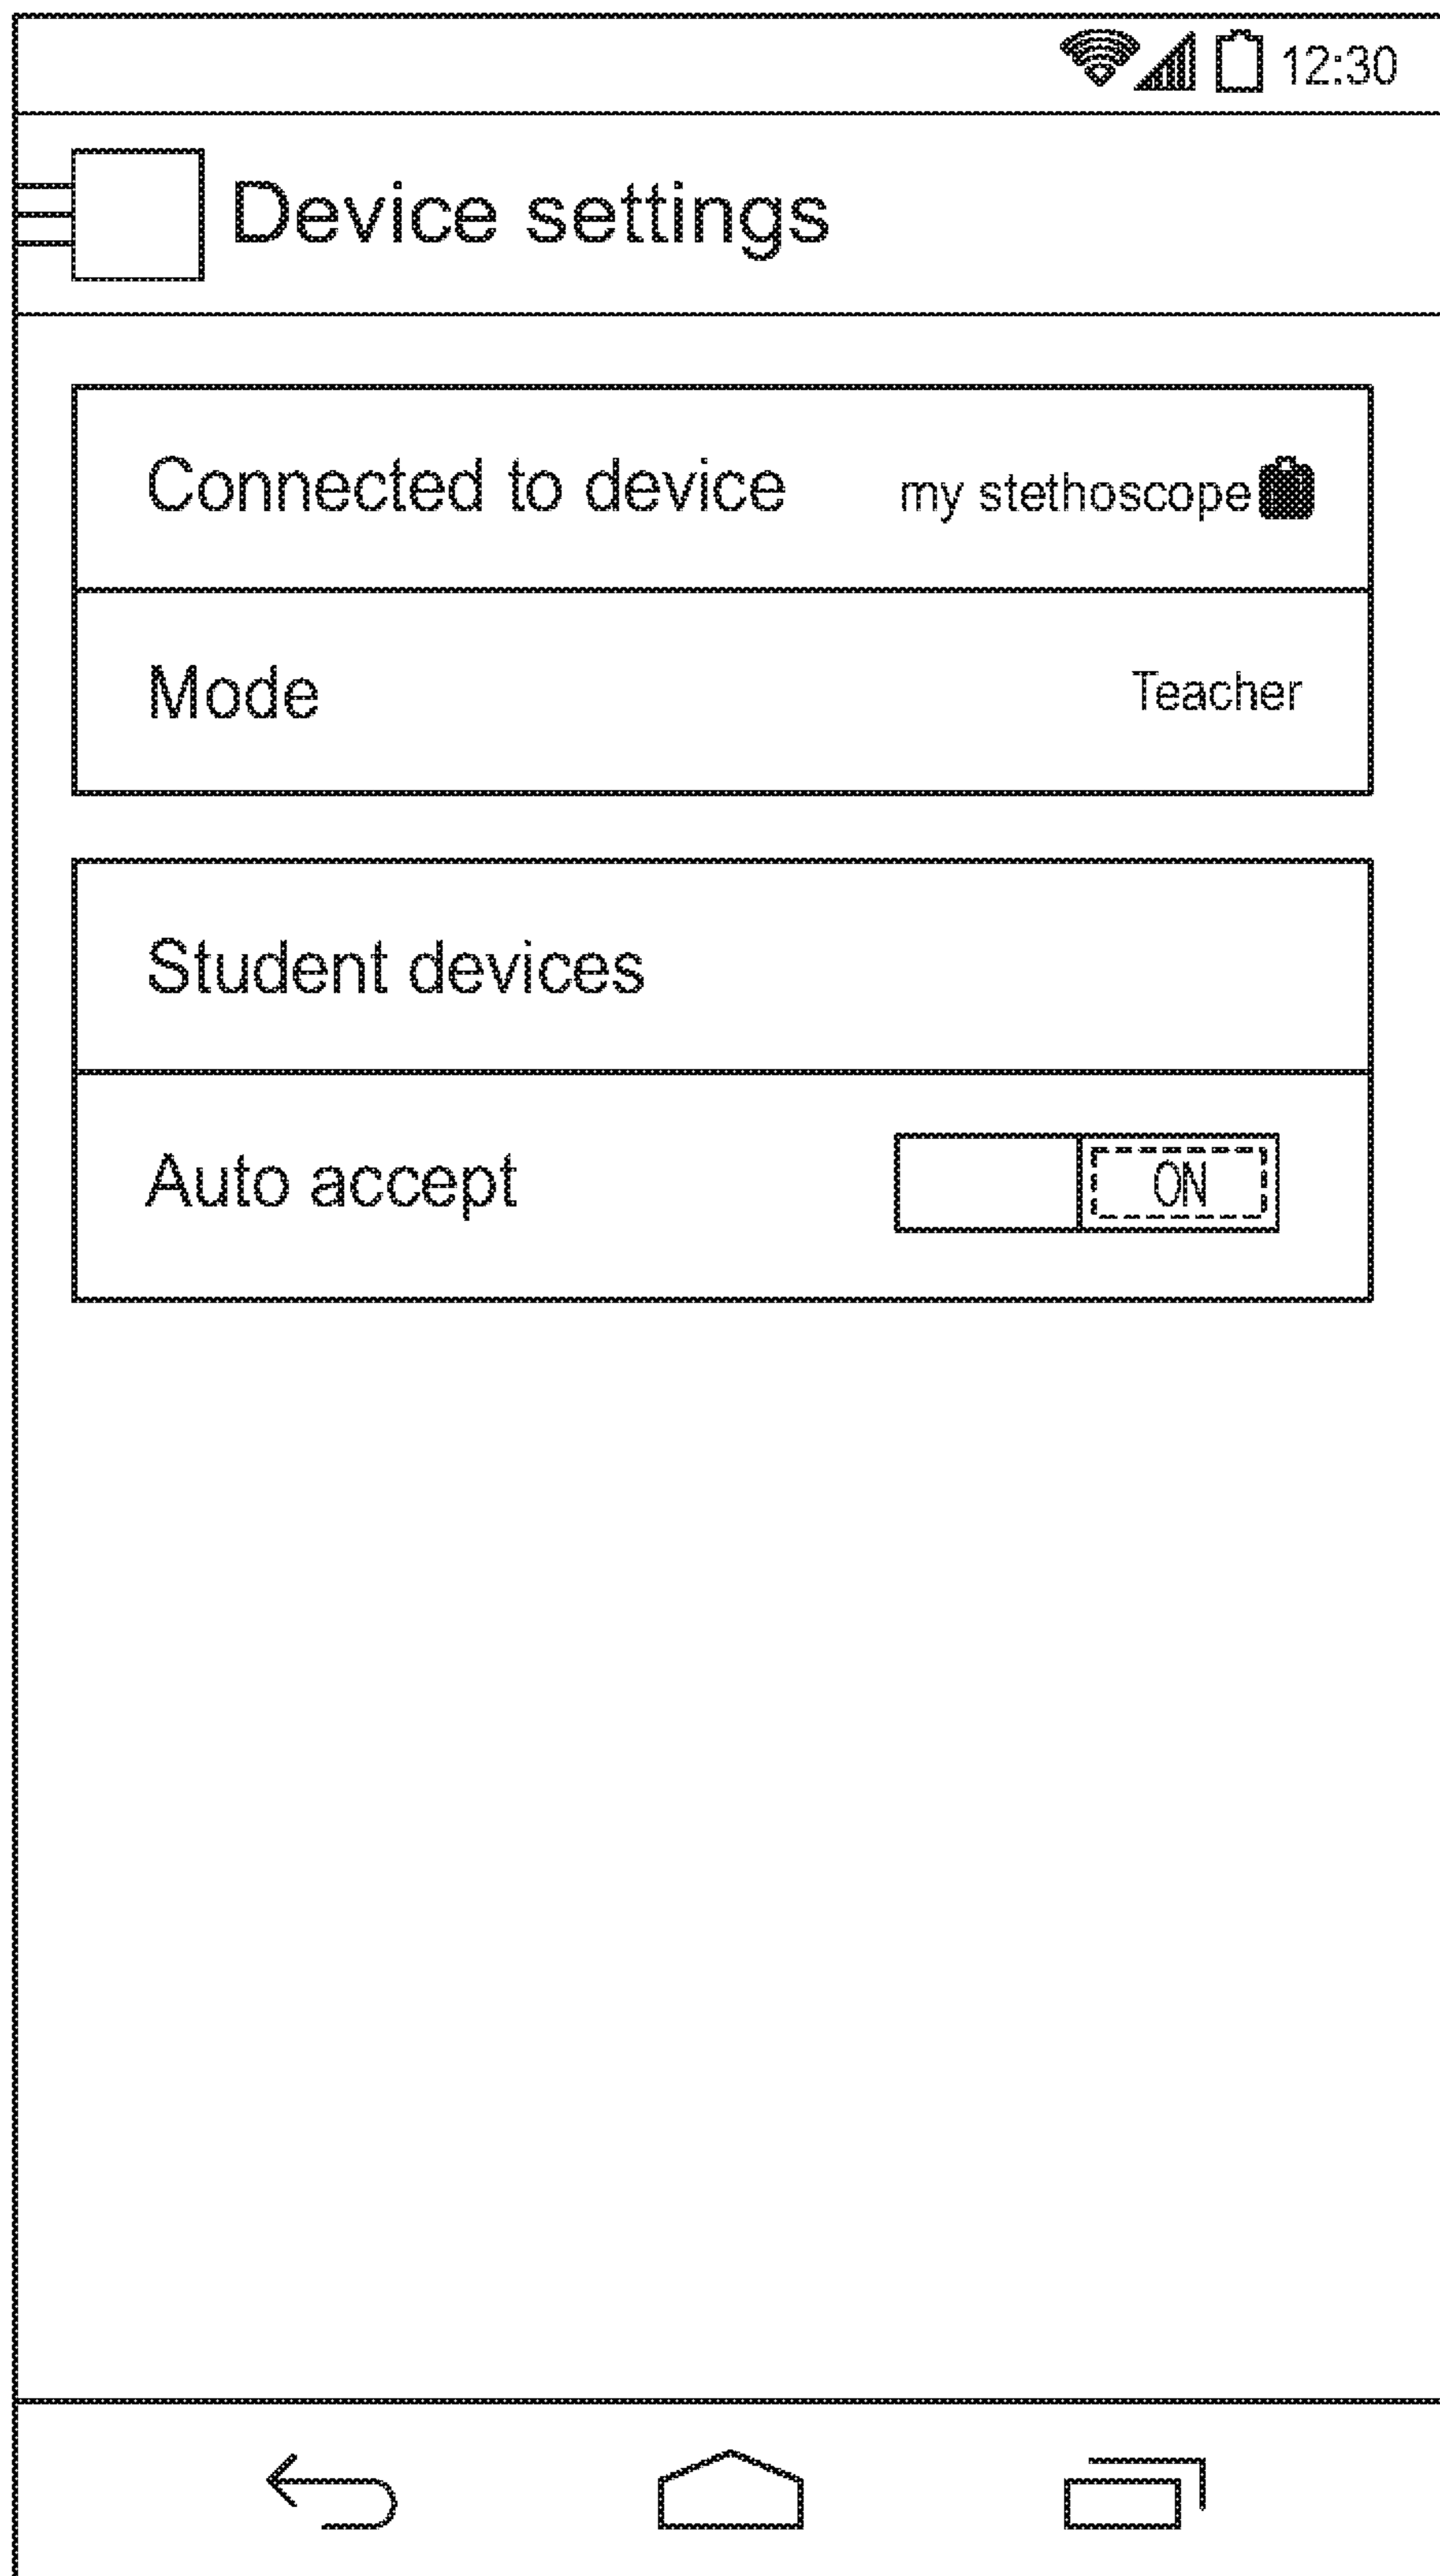 12:30
Device settings
Connected to device my stethoscope
Mode Teacher
Student devices
Auto accept ON